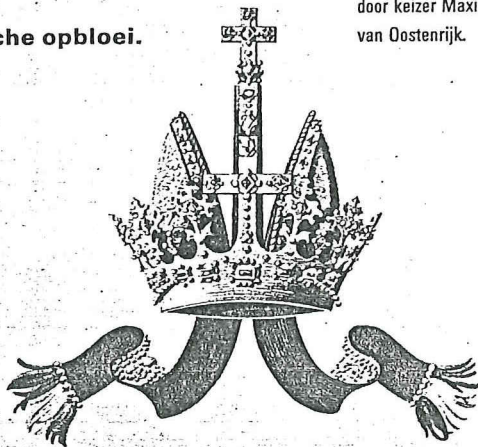 che opbloei.
door keizer Maxi
van Oostenrijk.